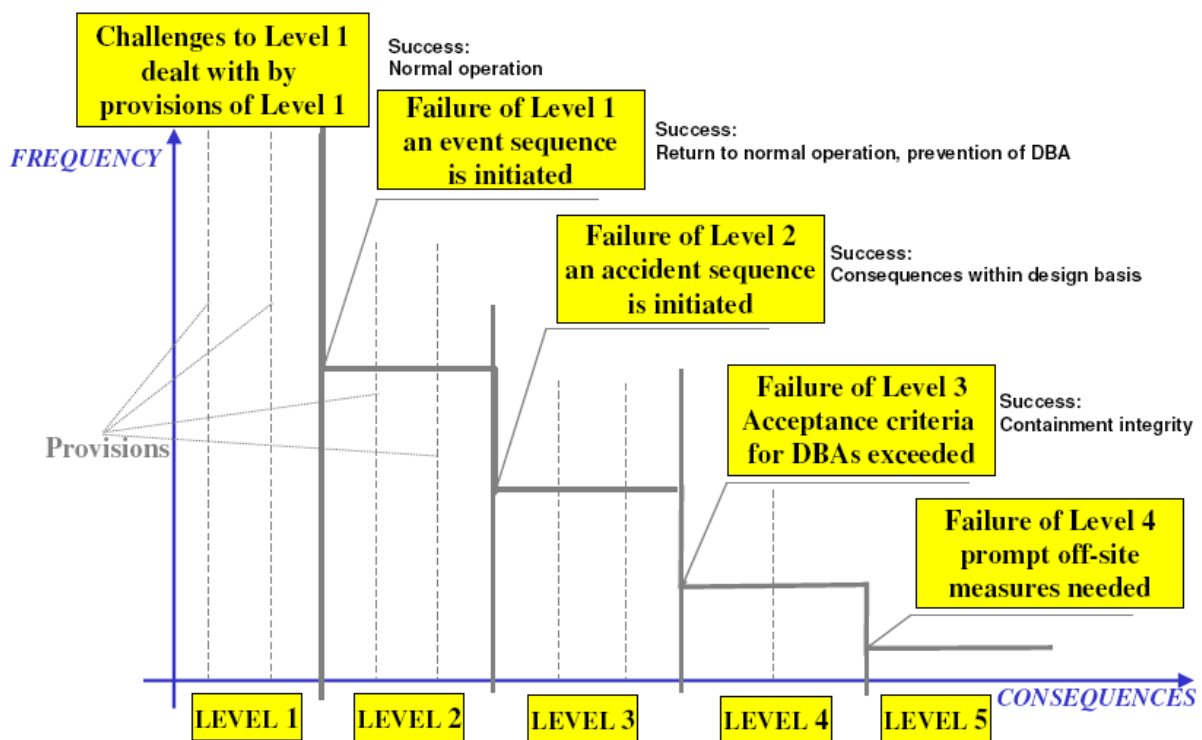 Challenges to Level 1
dealt with by
provisions of Level 1
Success:
Normal operation
FREQUENCY
Failure of Level 1
an event sequence
is initiated
Success:
Return to normal operation, prevention of DBA
Failure of Level 2
an accident sequence
is initiated
Success:
Consequences within design basis
Failure of Level 3
Acceptance criteria
for DBAs exceeded
Success:
Containment integrity
Provisions
Failure of Level 4
prompt off-site
measures needed
CONSEQUENCES
LEVEL 1
LEVEL 2
LEVEL 3
LEVEL 4
LEVEL 5